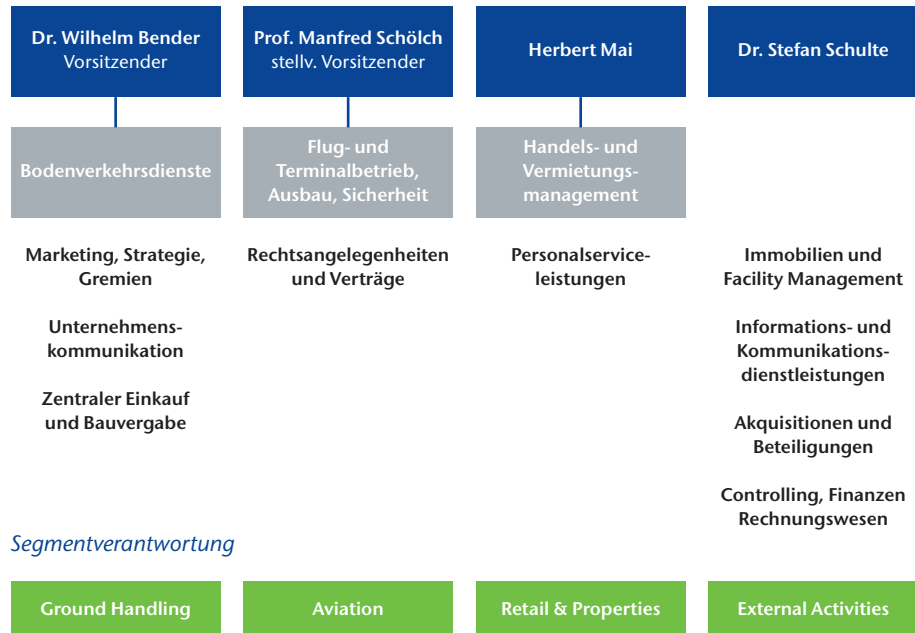 Dr. Wilhelm Bender
Vorsitzender
Prof. Manfred Schölch
stellv. Vorsitzender
Herbert Mai
Dr. Stefan Schulte
Bodenverkehrsdienste
Flug- und
Terminalbetrieb,
Ausbau, Sicherheit
Handels- und
Vermietungs-
management
Marketing, Strategie,
Gremien
Unternehmens-
kommunikation
Zentraler Einkauf
und Bauvergabe
Rechtsangelegenheiten
und Verträge
Personalservice-
leistungen
Immobilien und
Facility Management
Informations- und
Kommunikations-
dienstleistungen
Akquisitionen und
Beteiligungen
Controlling, Finanzen
Rechnungswesen
Segmentverantwortung
Ground Handling
Aviation
Retail & Properties
External Activities